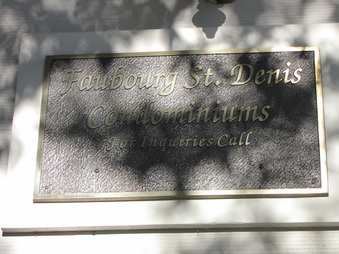 Faubourg St. Denis
Condominiums
For Inquiries Call